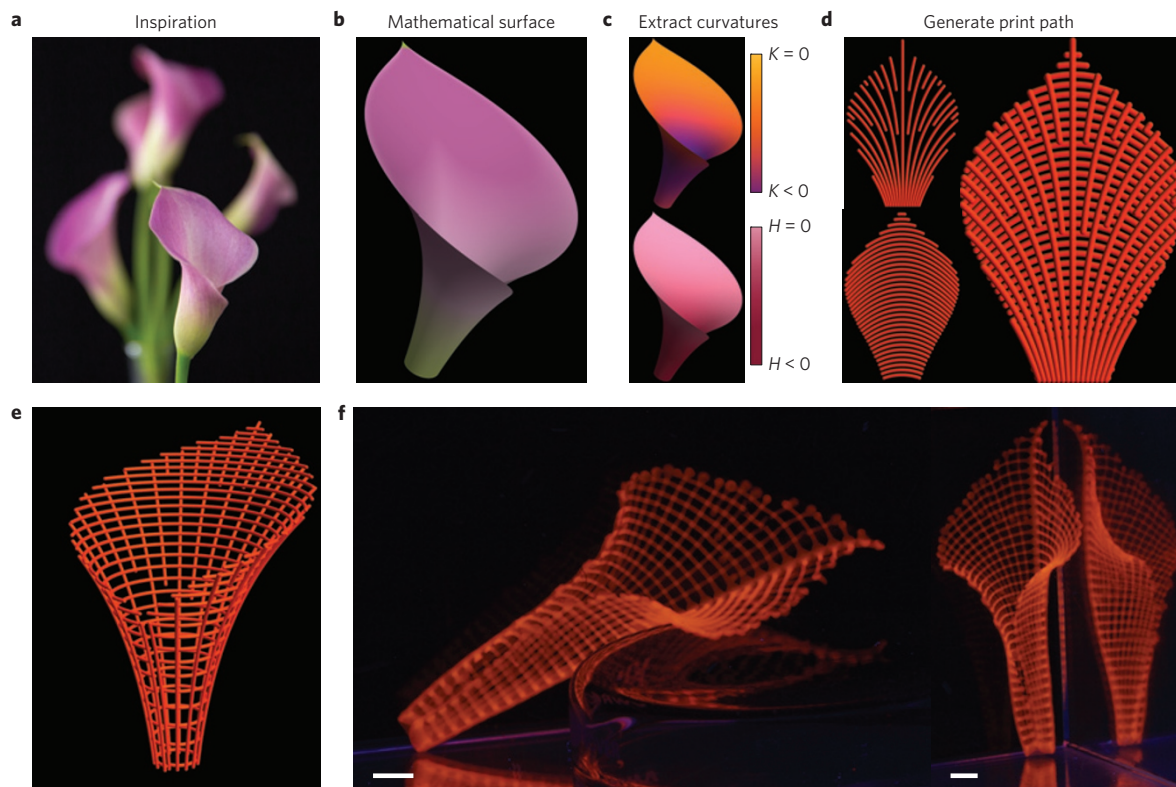 a Inspiration
b Mathematical surface
c Extract curvatures
d Generate print path
K = 0
K < 0
H = 0
H < 0
e
f